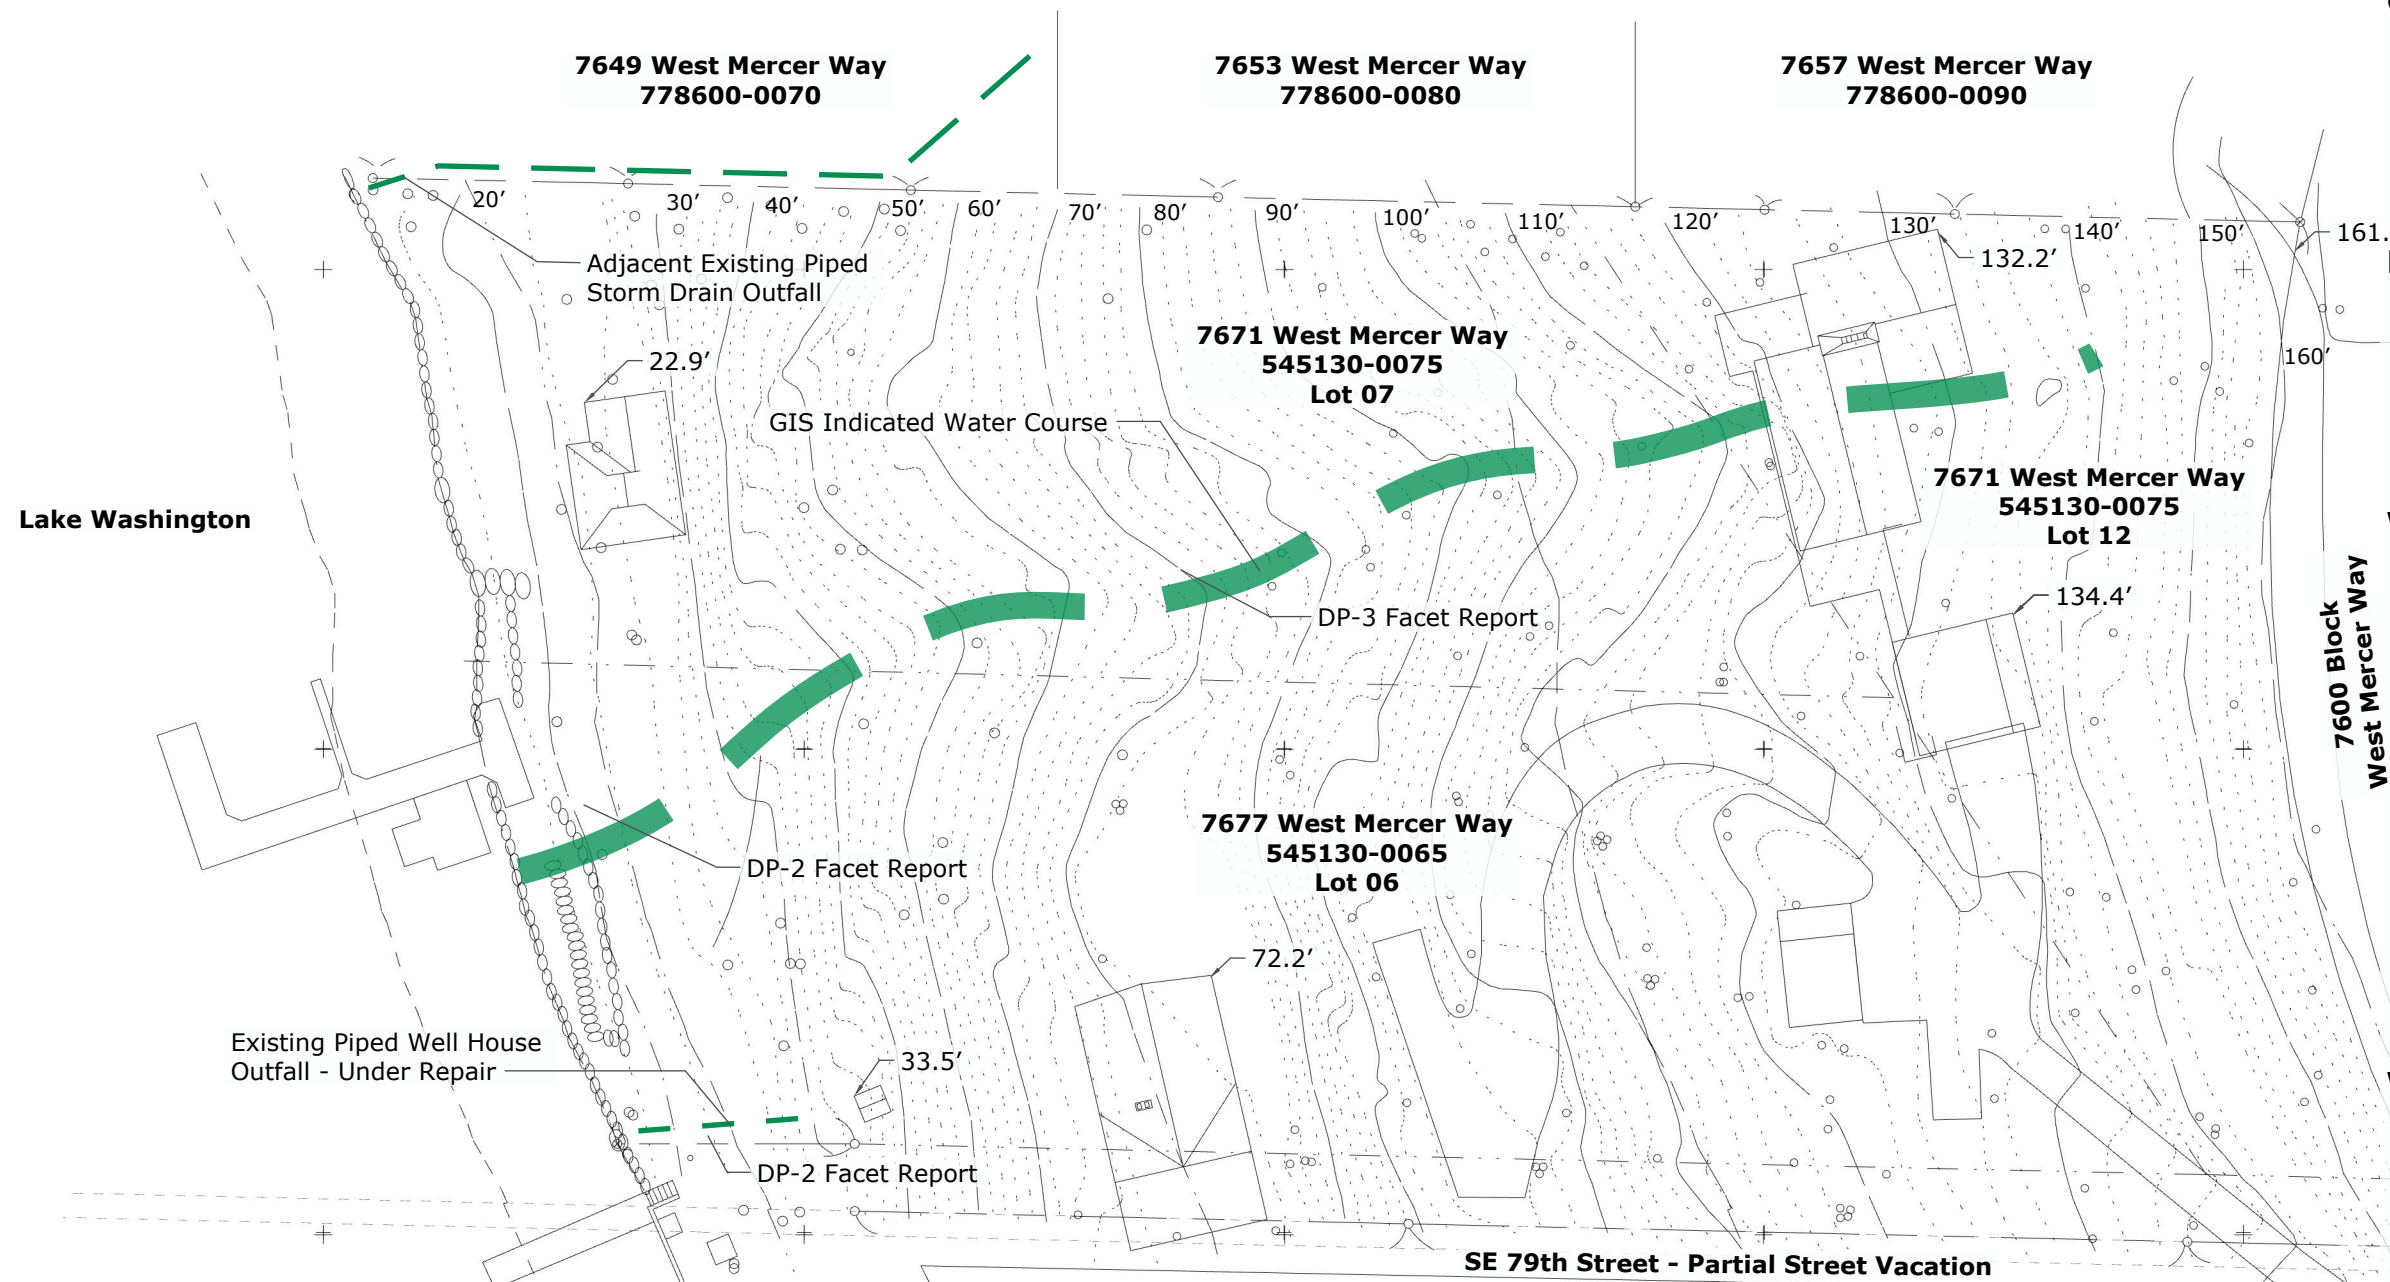 7649 West Mercer Way
778600-0070
7653 West Mercer Way
778600-0080
7657 West Mercer Way
778600-0090
20′
30′
40′
50′
60′
70′
80′
90′
100′
110′
120′
130′
140′
150′
161.
132.2′
160′
Adjacent Existing Piped
Storm Drain Outfall
22.9′
7671 West Mercer Way
545130-0075
Lot 07
GIS Indicated Water Course
7671 West Mercer Way
545130-0075
Lot 12
Lake Washington
134.4′
DP-3 Facet Report
7600 Block
West Mercer Way
7677 West Mercer Way
545130-0065
Lot 06
DP-2 Facet Report
72.2′
Existing Piped Well House
Outfall - Under Repair
33.5′
DP-2 Facet Report
SE 79th Street - Partial Street Vacation